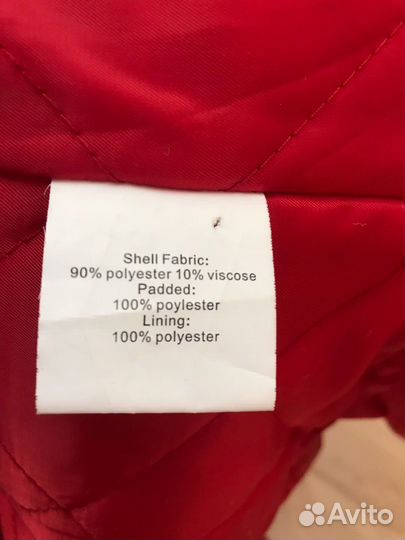 Shell Fabric:
90% polyester 10% viscose
Padded:
100% poylester
Lining:
100% polyester
Avito